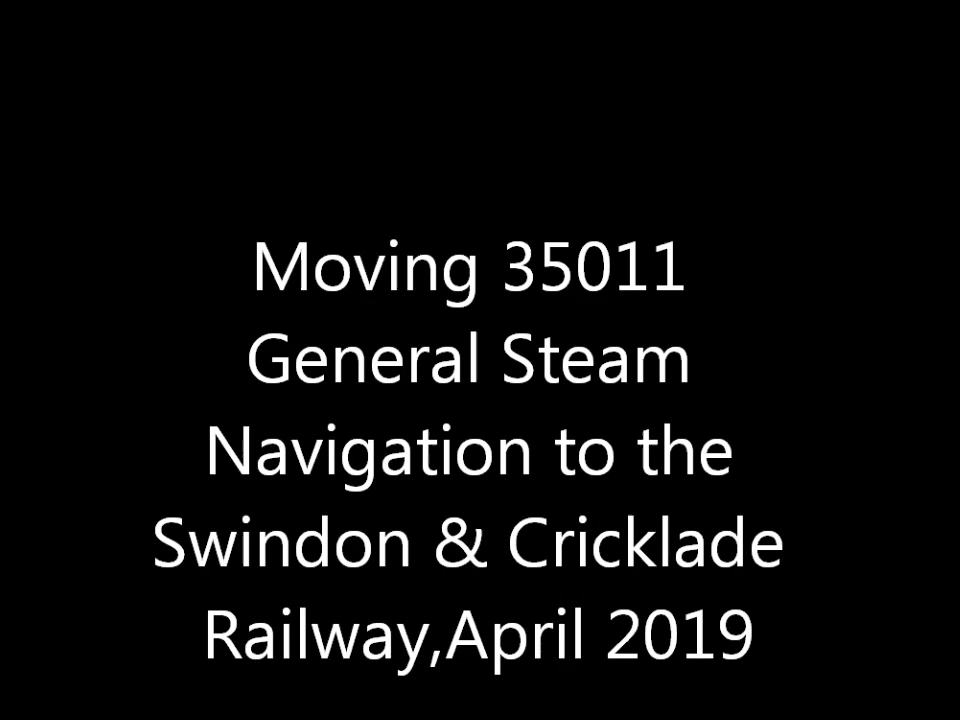 Moving 35011
General Steam
Navigation to the
Swindon & Cricklade
Railway,April 2019